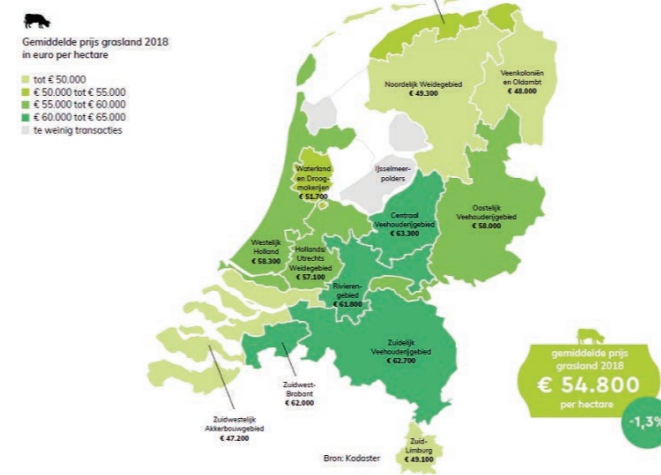 Gemiddelde prijs grasland 2018
in euro per hectare
tot € 50.000
€ 50.000 tot € 55.000
€ 55.000 tot € 60.000
€ 60.000 tot € 65.000
te weinig transacties
Noordelijk Weidegebied
€ 49.300
Veenkoloniën
en Oldambt
€ 48.000
Waterland
en Droog-
makerijen
€ 51.700
IJsselmeer-
polders
Centraal
Veehouderijgebied
€ 63.300
Oostelijk
Veehouderijgebied
€ 58.000
Westelijk
Holland
€ 58.300
Hollands/
Utrechts
Weidegebied
€ 57.100
Rivieren-
gebied
€ 61.800
Zuidelijk
Veehouderijgebied
€ 62.700
Zuidwest-
Brabant
€ 62.000
Zuidwestelijk
Akkerbouwgebied
€ 47.200
Zuid-
Limburg
€ 49.100
Bron: Kadaster
gemiddelde prijs
grasland 2018
€ 54.800
per hectare
-1,3%